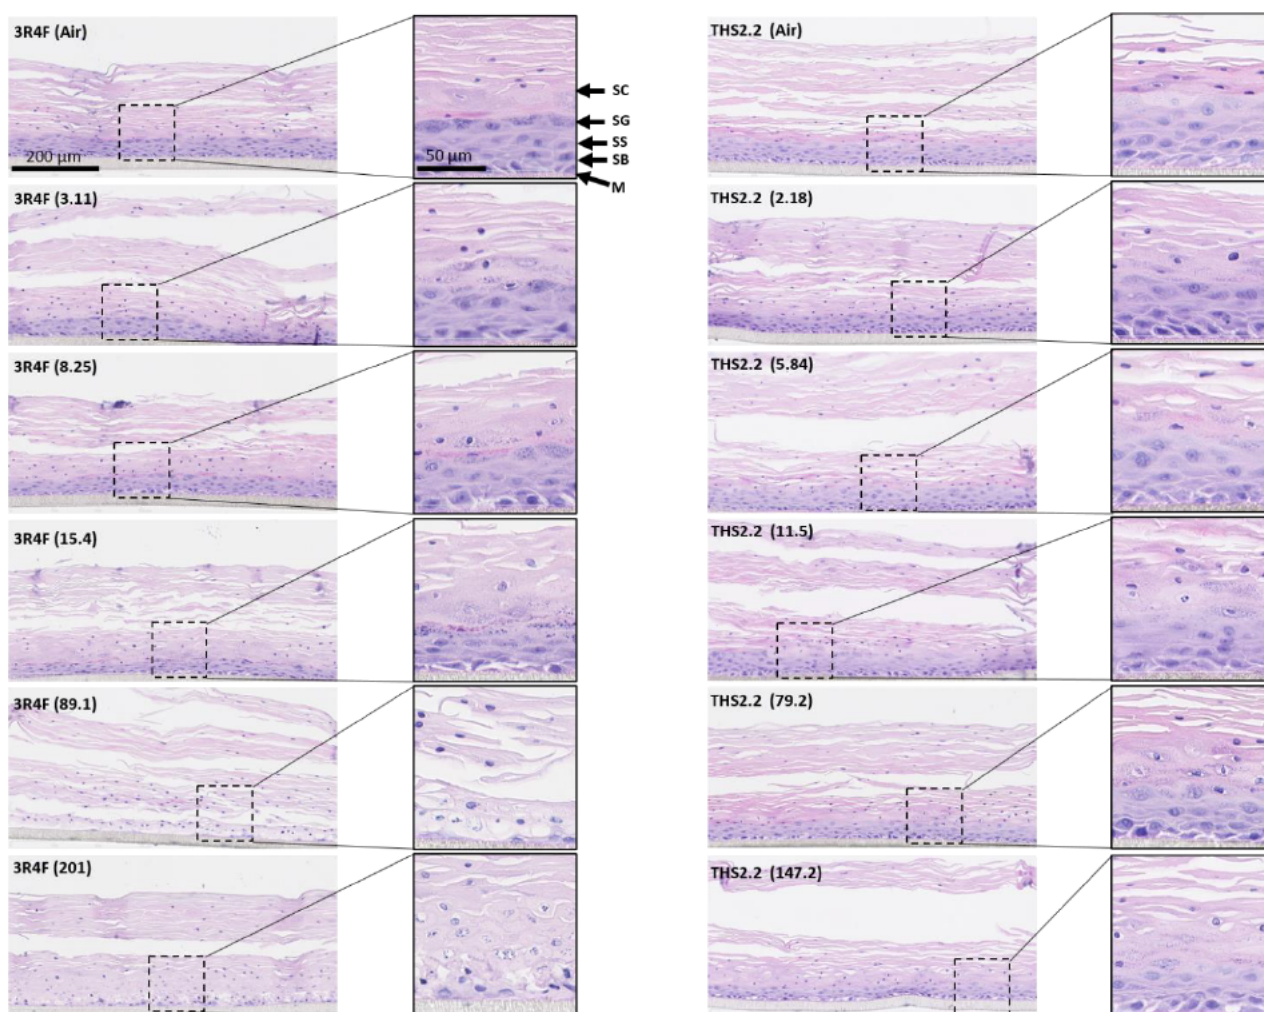 3R4F (Air)
SC
SG
SS
SB
M
200 µm
50 µm
3R4F (3.11)
3R4F (8.25)
3R4F (15.4)
3R4F (89.1)
3R4F (201)
THS2.2 (Air)
THS2.2 (2.18)
THS2.2 (5.84)
THS2.2 (11.5)
THS2.2 (79.2)
THS2.2 (147.2)